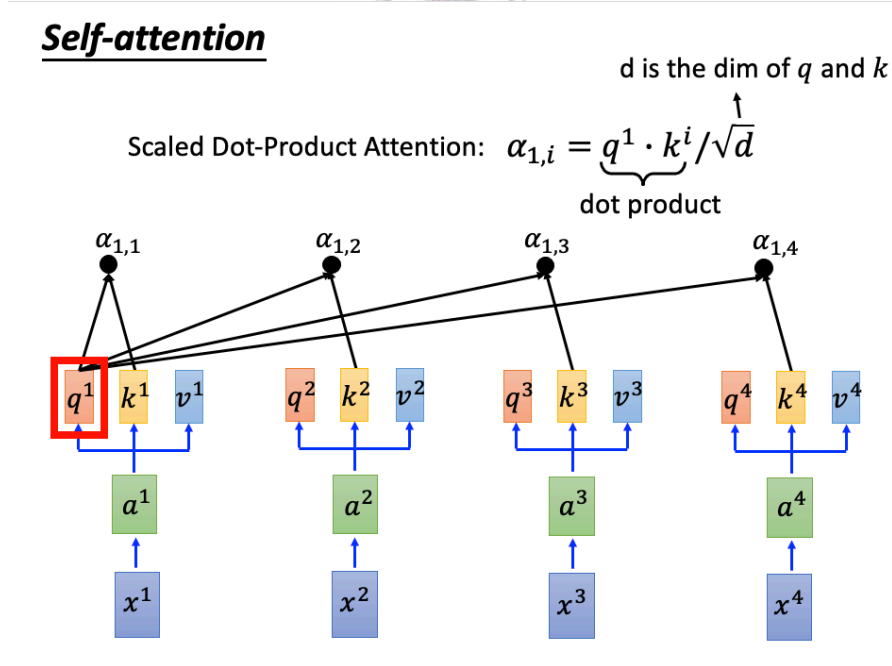 Self-attention
d is the dim of q and k
Scaled Dot-Product Attention: α₁,ᵢ = q¹ · kⁱ/√d
dot product
α₁,₁ α₁,₂ α₁,₃ α₁,₄
q¹ k¹ v¹ q² k² v² q³ k³ v³ q⁴ k⁴ v⁴
a¹ a² a³ a⁴
x¹ x² x³ x⁴